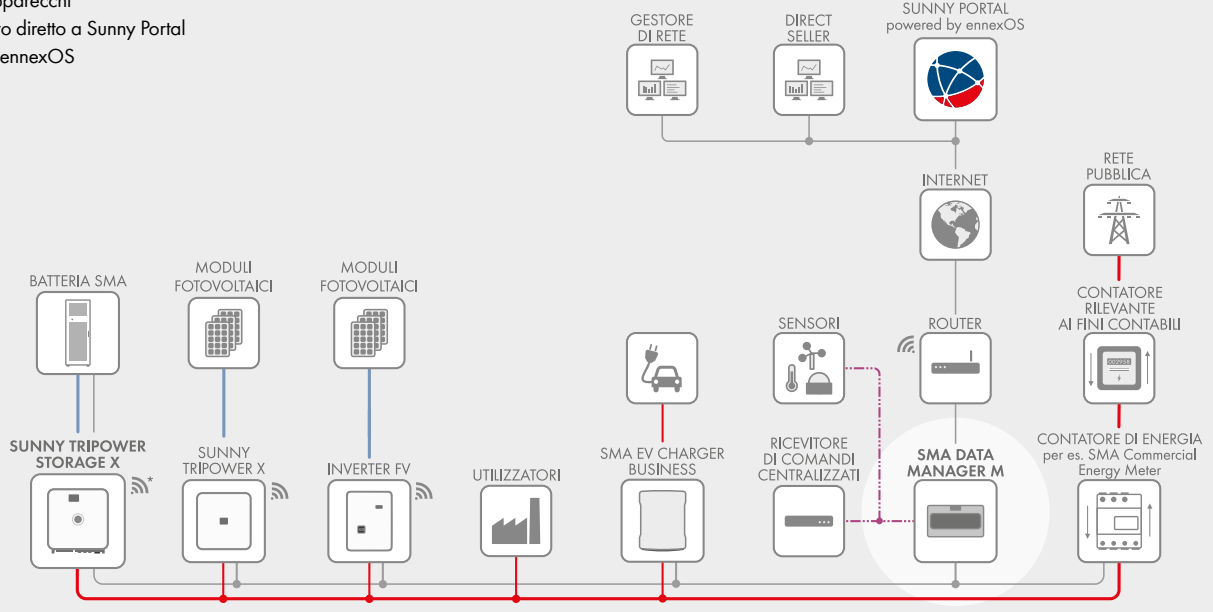 o diretto a Sunny Portal
ennexOS
GESTORE
DI RETE
DIRECT
SELLER
SUNNY PORTAL
powered by ennexOS
INTERNET
RETE
PUBBLICA
BATTERIA SMA
MODULI
FOTOVOLTAICI
MODULI
FOTOVOLTAICI
SENSORI
ROUTER
CONTATORE
RILEVANTE
AI FINI CONTABILI
SUNNY TRIPOWER
STORAGE X
*
SUNNY
TRIPOWER X
INVERTER FV
UTILIZZATORI
SMA EV CHARGER
BUSINESS
RICEVITORE
DI COMANDI
CENTRALIZZATI
SMA DATA
MANAGER M
CONTATORE DI ENERGIA
per es. SMA Commercial
Energy Meter